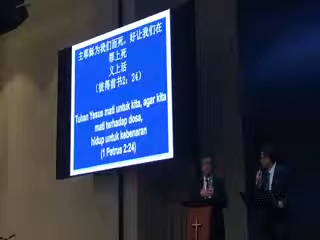 主耶稣为我们而死，好让我们在
罪上死
义上活
（彼得前书2：24）
Tuhan Yesus mati untuk kita, agar kita
mati terhadap dosa,
hidup untuk kebenaran
(1 Petrus 2:24)